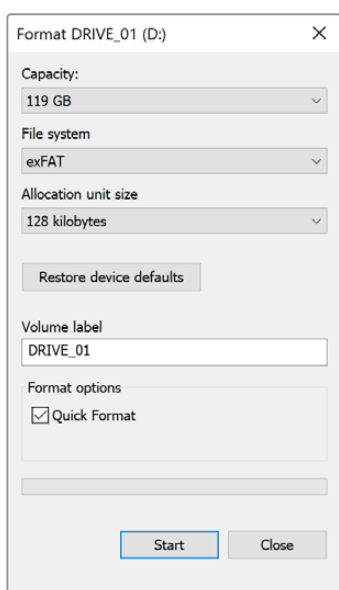 Format DRIVE_01 (D:)
Capacity:
119 GB
File system
exFAT
Allocation unit size
128 kilobytes
Restore device defaults
Volume label
DRIVE_01
Format options
Quick Format
Start Close